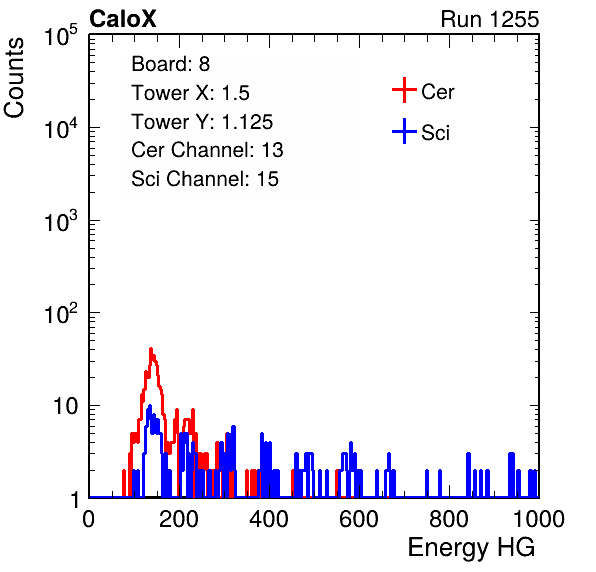 CaloX Run 1255
Counts
10^5
10^4
10^3
10^2
10
1
Board: 8
Tower X: 1.5
Tower Y: 1.125
Cer Channel: 13
Sci Channel: 15
Cer
Sci
0 200 400 600 800 1000
Energy HG